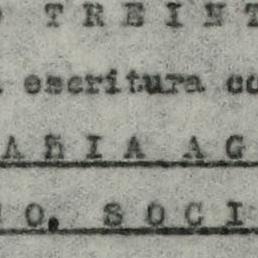 TREINT
escritura co
AÑIA AG
O. SOCI